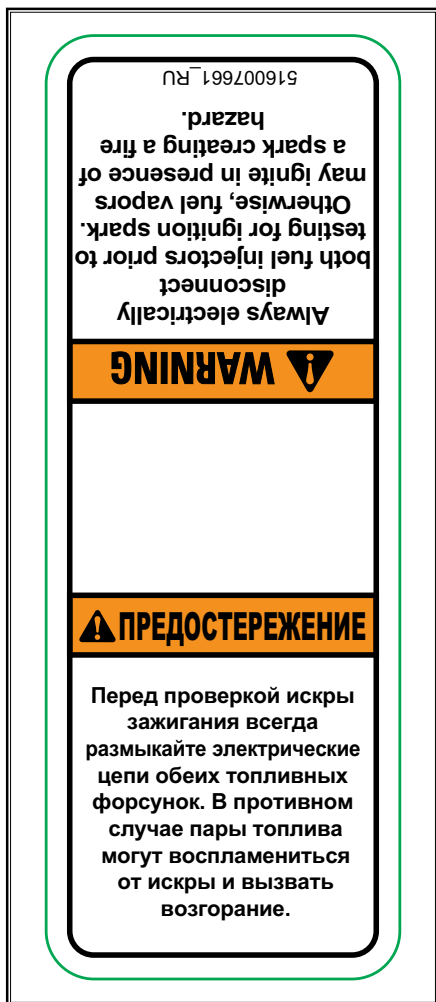 ⚠ WARNING
Always electrically
disconnect
both fuel injectors prior to
testing for ignition spark.
Otherwise, fuel vapors
may ignite in presence of
a spark creating a fire
hazard.
516007661_RU
⚠ ПРЕДОСТЕРЕЖЕНИЕ
Перед проверкой искры
зажигания всегда
размыкайте электрические
цепи обеих топливных
форсунок. В противном
случае пары топлива
могут воспламениться
от искры и вызвать
возгорание.